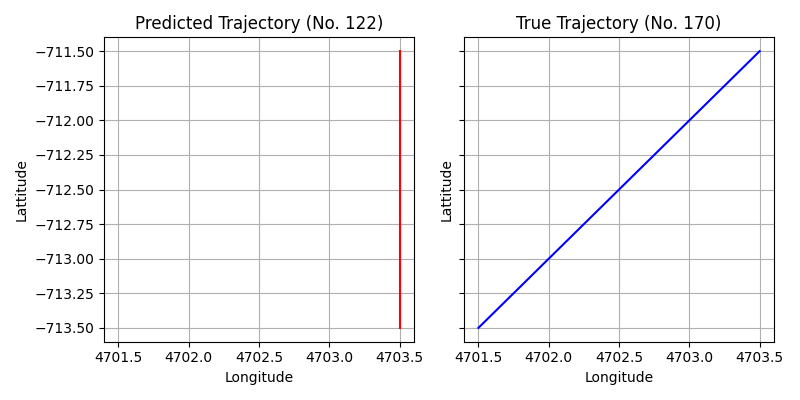 Predicted Trajectory (No. 122)
True Trajectory (No. 170)
−711.50
−711.75
−712.00
−712.25
−712.50
−712.75
−713.00
−713.25
−713.50
Lattitude
Lattitude
4701.5 4702.0 4702.5 4703.0 4703.5
4701.5 4702.0 4702.5 4703.0 4703.5
Longitude
Longitude